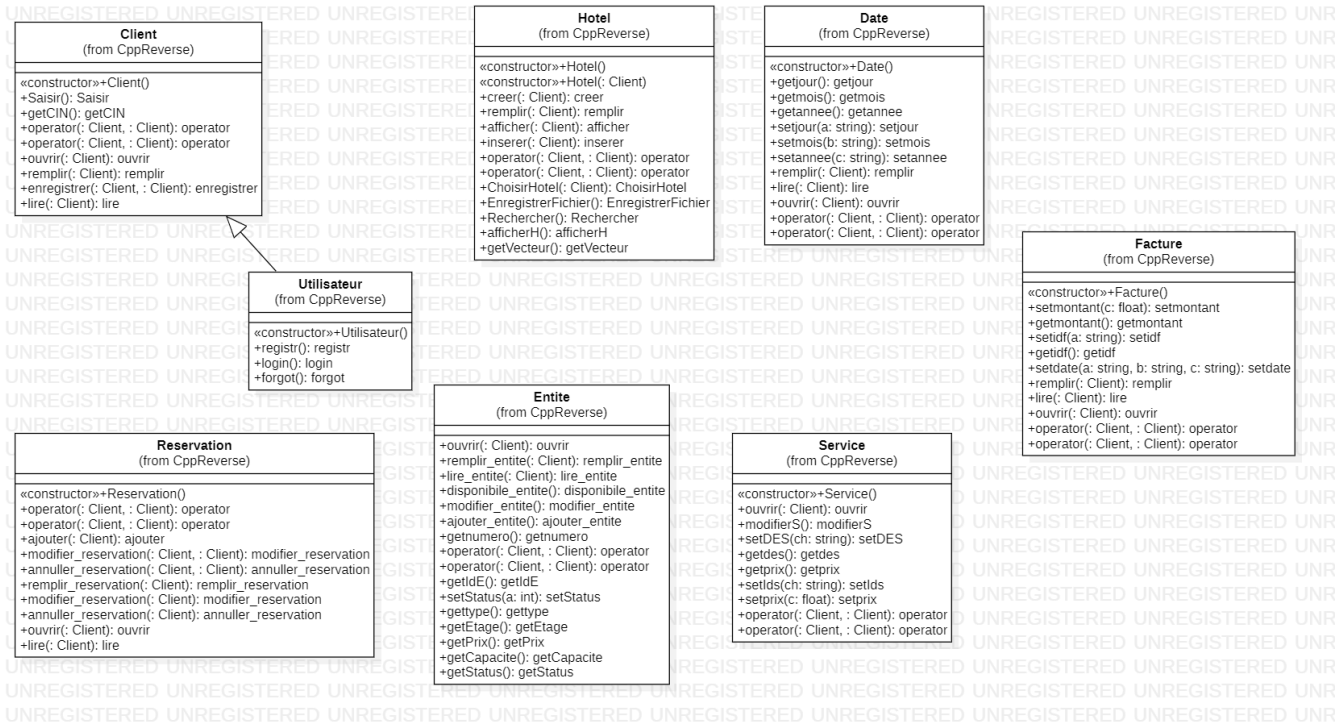 Client
(from CppReverse)
«constructor»+Client()
+Saisir(): Saisir
+getCIN(): getCIN
+operator(: Client, : Client): operator
+operator(: Client, : Client): operator
+ouvrir(: Client): ouvrir
+remplir(: Client): remplir
+enregistrer(: Client, : Client): enregistrer
+lire(: Client): lire
Hotel
(from CppReverse)
«constructor»+Hotel()
«constructor»+Hotel(: Client)
+creer(: Client): creer
+remplir(: Client): remplir
+afficher(: Client): afficher
+inserer(: Client): inserer
+operator(: Client, : Client): operator
+operator(: Client, : Client): operator
+ChoisirHotel(: Client): ChoisirHotel
+EnregistrerFichier(): EnregistrerFichier
+Rechercher(): Rechercher
+afficherH(): afficherH
+getVecteur(): getVecteur
Date
(from CppReverse)
«constructor»+Date()
+getjour(): getjour
+getmois(): getmois
+getannee(): getannee
+setjour(a: string): setjour
+setmois(b: string): setmois
+setannee(c: string): setannee
+remplir(: Client): remplir
+lire(: Client): lire
+ouvrir(: Client): ouvrir
+operator(: Client, : Client): operator
+operator(: Client, : Client): operator
Facture
(from CppReverse)
«constructor»+Facture()
+setmontant(c: float): setmontant
+getmontant(): getmontant
+setidf(a: string): setidf
+getidf(): getidf
+setdate(a: string, b: string, c: string): setdate
+remplir(: Client): remplir
+lire(: Client): lire
+ouvrir(: Client): ouvrir
+operator(: Client, : Client): operator
+operator(: Client, : Client): operator
Utilisateur
(from CppReverse)
«constructor»+Utilisateur()
+registr(): registr
+login(): login
+forgot(): forgot
Reservation
(from CppReverse)
«constructor»+Reservation()
+operator(: Client, : Client): operator
+operator(: Client, : Client): operator
+ajouter(: Client): ajouter
+modifier_reservation(: Client, : Client): modifier_reservation
+annuller_reservation(: Client, : Client): annuller_reservation
+remplir_reservation(: Client): remplir_reservation
+modifier_reservation(: Client): modifier_reservation
+annuller_reservation(: Client): annuller_reservation
+ouvrir(: Client): ouvrir
+lire(: Client): lire
Entite
(from CppReverse)
+ouvrir(: Client): ouvrir
+remplir_entite(: Client): remplir_entite
+lire_entite(: Client): lire_entite
+disponibile_entite(): disponibile_entite
+modifier_entite(): modifier_entite
+ajouter_entite(): ajouter_entite
+getnumero(): getnumero
+operator(: Client, : Client): operator
+operator(: Client, : Client): operator
+getIdE(): getIdE
+setStatus(a: int): setStatus
+gettype(): gettype
+getEtage(): getEtage
+getPrix(): getPrix
+getCapacite(): getCapacite
+getStatus(): getStatus
Service
(from CppReverse)
«constructor»+Service()
+ouvrir(: Client): ouvrir
+modifierS(): modifierS
+setDES(ch: string): setDES
+getdes(): getdes
+getprix(): getprix
+setIds(ch: string): setIds
+setprix(c: float): setprix
+operator(: Client, : Client): operator
+operator(: Client, : Client): operator